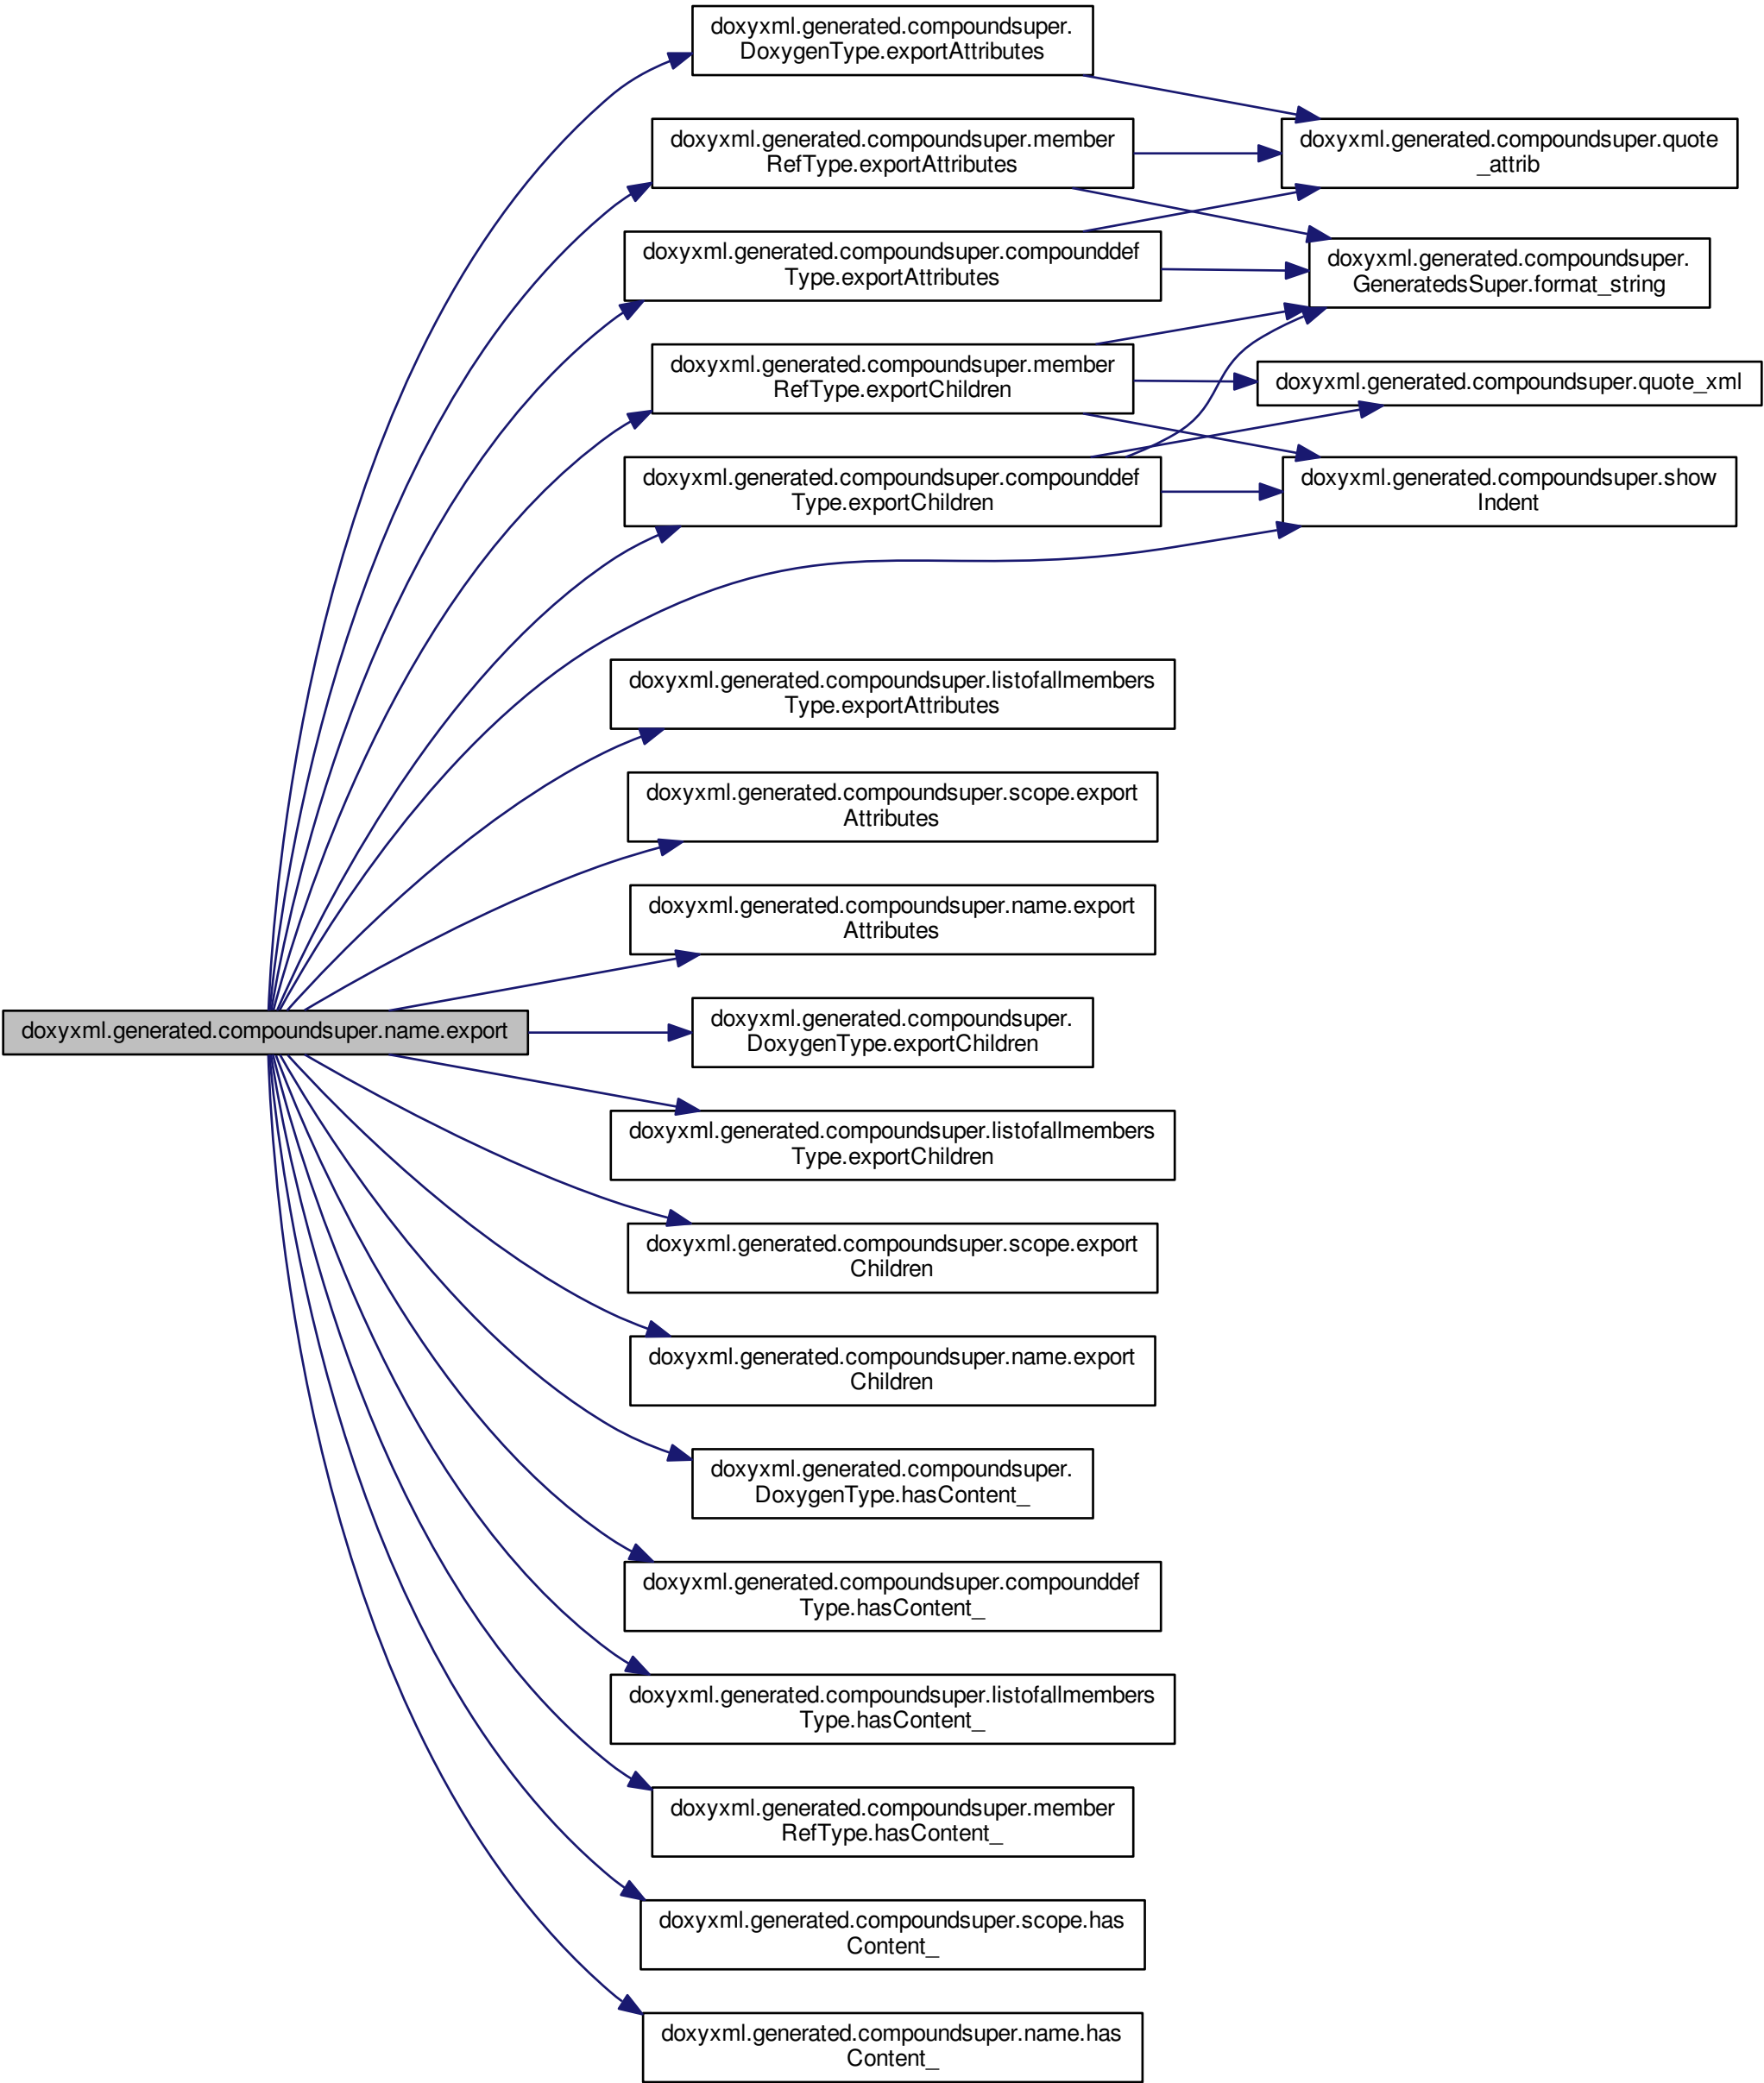 doxyxml.generated.compoundsuper.
DoxygenType.exportAttributes
doxyxml.generated.compoundsuper.member
RefType.exportAttributes
doxyxml.generated.compoundsuper.quote
_attrib
doxyxml.generated.compoundsuper.compounddef
Type.exportAttributes
doxyxml.generated.compoundsuper.
GeneratedsSuper.format_string
doxyxml.generated.compoundsuper.member
RefType.exportChildren
doxyxml.generated.compoundsuper.quote_xml
doxyxml.generated.compoundsuper.compounddef
Type.exportChildren
doxyxml.generated.compoundsuper.show
Indent
doxyxml.generated.compoundsuper.listofallmembers
Type.exportAttributes
doxyxml.generated.compoundsuper.scope.export
Attributes
doxyxml.generated.compoundsuper.name.export
Attributes
doxyxml.generated.compoundsuper.name.export
doxyxml.generated.compoundsuper.
DoxygenType.exportChildren
doxyxml.generated.compoundsuper.listofallmembers
Type.exportChildren
doxyxml.generated.compoundsuper.scope.export
Children
doxyxml.generated.compoundsuper.name.export
Children
doxyxml.generated.compoundsuper.
DoxygenType.hasContent_
doxyxml.generated.compoundsuper.compounddef
Type.hasContent_
doxyxml.generated.compoundsuper.listofallmembers
Type.hasContent_
doxyxml.generated.compoundsuper.member
RefType.hasContent_
doxyxml.generated.compoundsuper.scope.has
Content_
doxyxml.generated.compoundsuper.name.has
Content_